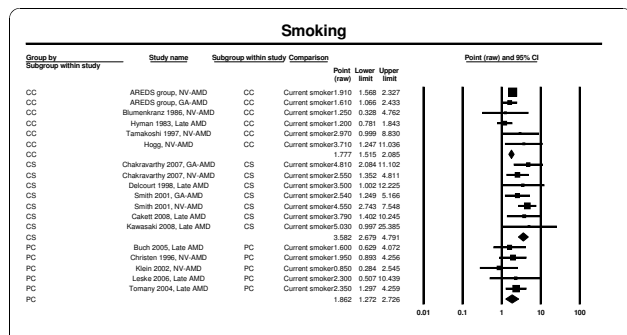 Smoking
Group by Study name Subgroup within study Comparison Point (raw) and 95% CI
Subgroup within study
Point Lower Upper
(raw) limit limit
CC AREDS group, NV-AMD CC Current smoker 1.910 1.568 2.327
CC AREDS group, GA-AMD CC Current smoker 1.610 1.066 2.433
CC Blumenkranz 1986, NV-AMD CC Current smoker 1.250 0.328 4.762
CC Hyman 1983, Late AMD CC Current smoker 1.200 0.781 1.843
CC Tamakoshi 1997, NV-AMD CC Current smoker 2.970 0.999 8.830
CC Hogg, NV-AMD CC Current smoker 3.710 1.247 11.036
CC 1.777 1.515 2.085
CS Chakravarthy 2007, GA-AMD CS Current smoker 4.810 2.084 11.102
CS Chakravarthy 2007, NV-AMD CS Current smoker 2.550 1.352 4.811
CS Delcourt 1998, Late AMD CS Current smoker 3.500 1.002 12.225
CS Smith 2001, GA-AMD CS Current smoker 2.540 1.249 5.166
CS Smith 2001, NV-AMD CS Current smoker 4.550 2.743 7.548
CS Cakett 2008, Late AMD CS Current smoker 3.790 1.402 10.245
CS Kawasaki 2008, Late AMD CS Current smoker 5.030 0.997 25.385
CS 3.582 2.679 4.791
PC Buch 2005, Late AMD PC Current smoker 1.600 0.629 4.072
PC Christen 1996, NV-AMD PC Current smoker 1.950 0.893 4.256
PC Klein 2002, NV-AMD PC Current smoker 0.850 0.284 2.545
PC Leske 2006, Late AMD PC Current smoker 2.300 0.507 10.439
PC Tomany 2004, Late-AMD PC Current smoker 2.350 1.297 4.259
PC 1.862 1.272 2.726
0.01 0.1 1 10 100